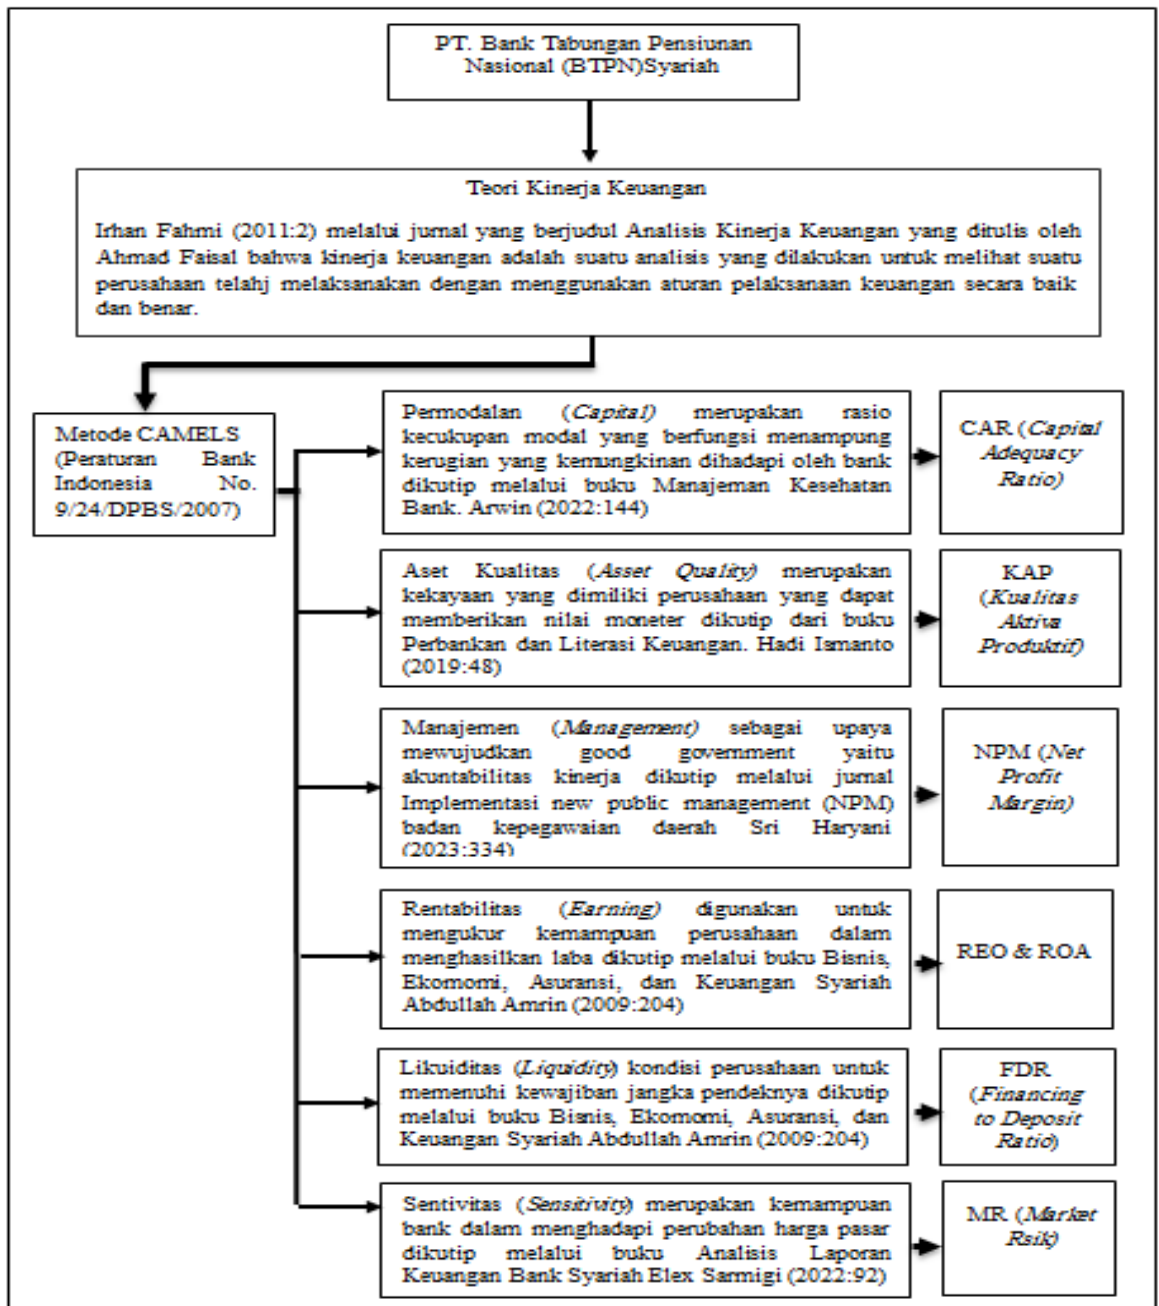 PT. Bank Tabungan Pensiunan
Nasional (BTPN)Syariah
Teori Kinerja Keuangan
Irhan Fahmi (2011:2) melalui jurnal yang berjudul Analisis Kinerja Keuangan yang ditulis oleh
Ahmad Faisal bahwa kinerja keuangan adalah suatu analisis yang dilakukan untuk melihat suatu
perusahaan telahj melaksanakan dengan menggunakan aturan pelaksanaan keuangan secara baik
dan benar.
Metode CAMELS
(Peraturan Bank
Indonesia No.
9/24/DPBS/2007)
Permodalan (Capital) merupakan rasio
kecukupan modal yang berfungsi menampung
kerugian yang kemungkinan dihadapi oleh bank
dikutip melalui buku Manajeman Kesehatan
Bank. Arwin (2022:144)
CAR (Capital
Adequacy
Ratio)
Aset Kualitas (Asset Quality) merupakan
kekayaan yang dimiliki perusahaan yang dapat
memberikan nilai moneter dikutip dari buku
Perbankan dan Literasi Keuangan. Hadi Ismanto
(2019:48)
KAP
(Kualitas
Aktiva
Produktif)
Manajemen (Management) sebagai upaya
mewujudkan good government yaitu
akuntabilitas kinerja dikutip melalui jurnal
Implementasi new public management (NPM)
badan kepegawaian daerah Sri Haryani
(2023:334)
NPM (Net
Profit
Margin)
Rentabilitas (Earning) digunakan untuk
mengukur kemampuan perusahaan dalam
menghasilkan laba dikutip melalui buku Bisnis,
Ekomomi, Asuransi, dan Keuangan Syariah
Abdullah Amrin (2009:204)
REO & ROA
Likuiditas (Liquidity) kondisi perusahaan untuk
memenuhi kewajiban jangka pendeknya dikutip
melalui buku Bisnis, Ekomomi, Asuransi, dan
Keuangan Syariah Abdullah Amrin (2009:204)
FDR
(Financing
to Deposit
Ratio)
Sentivitas (Sensitivity) merupakan kemampuan
bank dalam menghadapi perubahan harga pasar
dikutip melalui buku Analisis Laporan
Keuangan Bank Syariah Elex Sarmigi (2022:92)
MR (Market
Rsik)